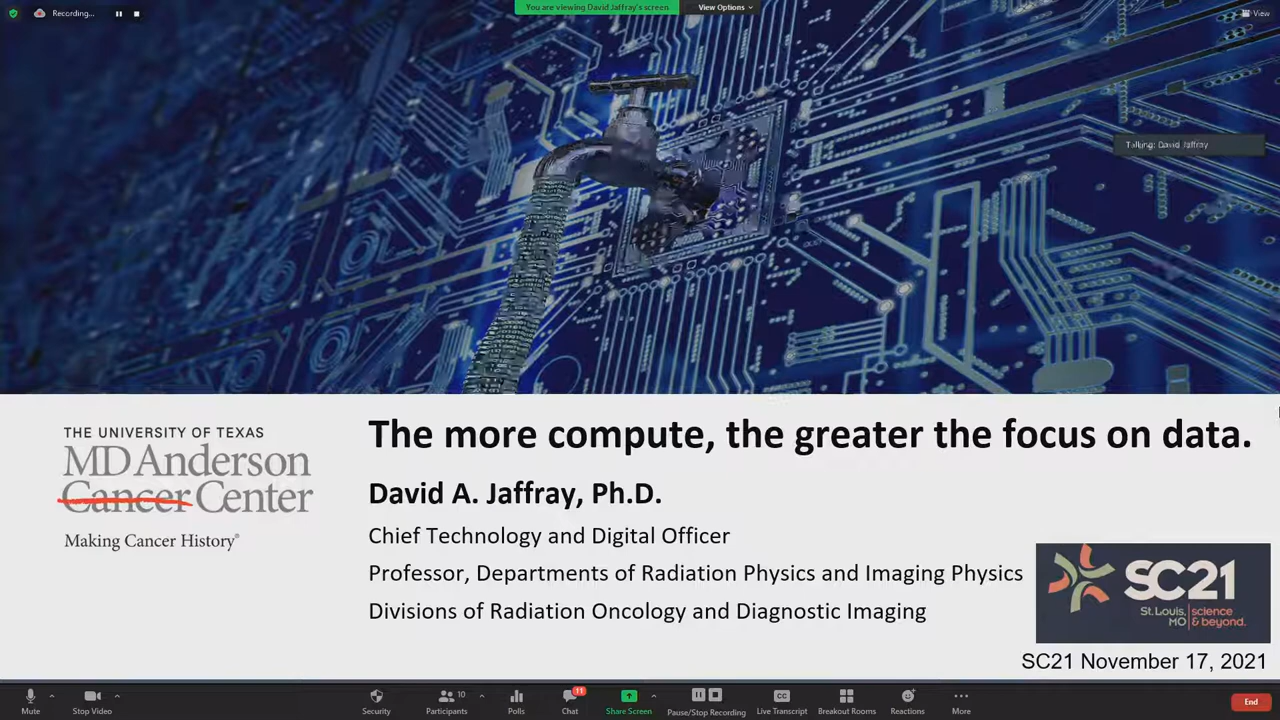 Recording...
You are viewing David Jaffray's screen
View Options
View
Talking: David Jaffray
THE UNIVERSITY OF TEXAS
MD Anderson
Cancer Center
Making Cancer History®
The more compute, the greater the focus on data.
David A. Jaffray, Ph.D.
Chief Technology and Digital Officer
Professor, Departments of Radiation Physics and Imaging Physics
Divisions of Radiation Oncology and Diagnostic Imaging
SC21
St. Louis, science
MO & beyond.
SC21 November 17, 2021
Mute
Stop Video
Security
10
Participants
Polls
11
Chat
Share Screen
Pause/Stop Recording
CC
Live Transcript
Breakout Rooms
Reactions
More
End